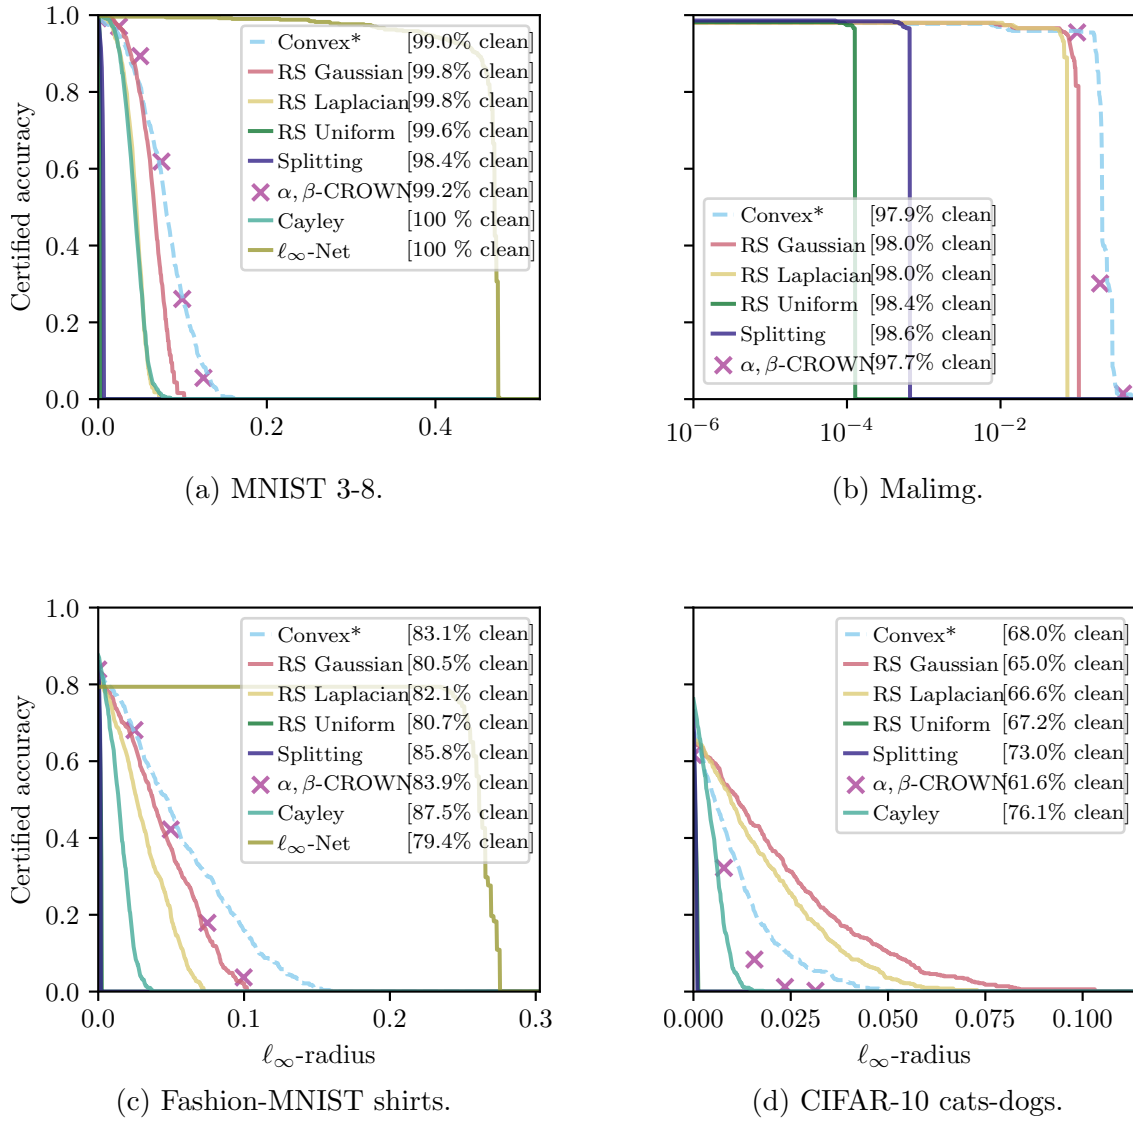 1.0
0.8
0.6
0.4
0.2
0.0
Certified accuracy
0.0 0.2 0.4
Convex* [99.0% clean]
RS Gaussian [99.8% clean]
RS Laplacian [99.8% clean]
RS Uniform [99.6% clean]
Splitting [98.4% clean]
α, β-CROWN [99.2% clean]
Cayley [100 % clean]
ℓ∞-Net [100 % clean]
(a) MNIST 3-8.
Convex* [97.9% clean]
RS Gaussian [98.0% clean]
RS Laplacian [98.0% clean]
RS Uniform [98.4% clean]
Splitting [98.6% clean]
α, β-CROWN [97.7% clean]
10⁻⁶ 10⁻⁴ 10⁻²
(b) Malimg.
1.0
0.8
0.6
0.4
0.2
0.0
Certified accuracy
Convex* [83.1% clean]
RS Gaussian [80.5% clean]
RS Laplacian [82.1% clean]
RS Uniform [80.7% clean]
Splitting [85.8% clean]
α, β-CROWN [83.9% clean]
Cayley [87.5% clean]
ℓ∞-Net [79.4% clean]
0.0 0.1 0.2 0.3
ℓ∞-radius
(c) Fashion-MNIST shirts.
Convex* [68.0% clean]
RS Gaussian [65.0% clean]
RS Laplacian [66.6% clean]
RS Uniform [67.2% clean]
Splitting [73.0% clean]
α, β-CROWN [61.6% clean]
Cayley [76.1% clean]
0.000 0.025 0.050 0.075 0.100
ℓ∞-radius
(d) CIFAR-10 cats-dogs.